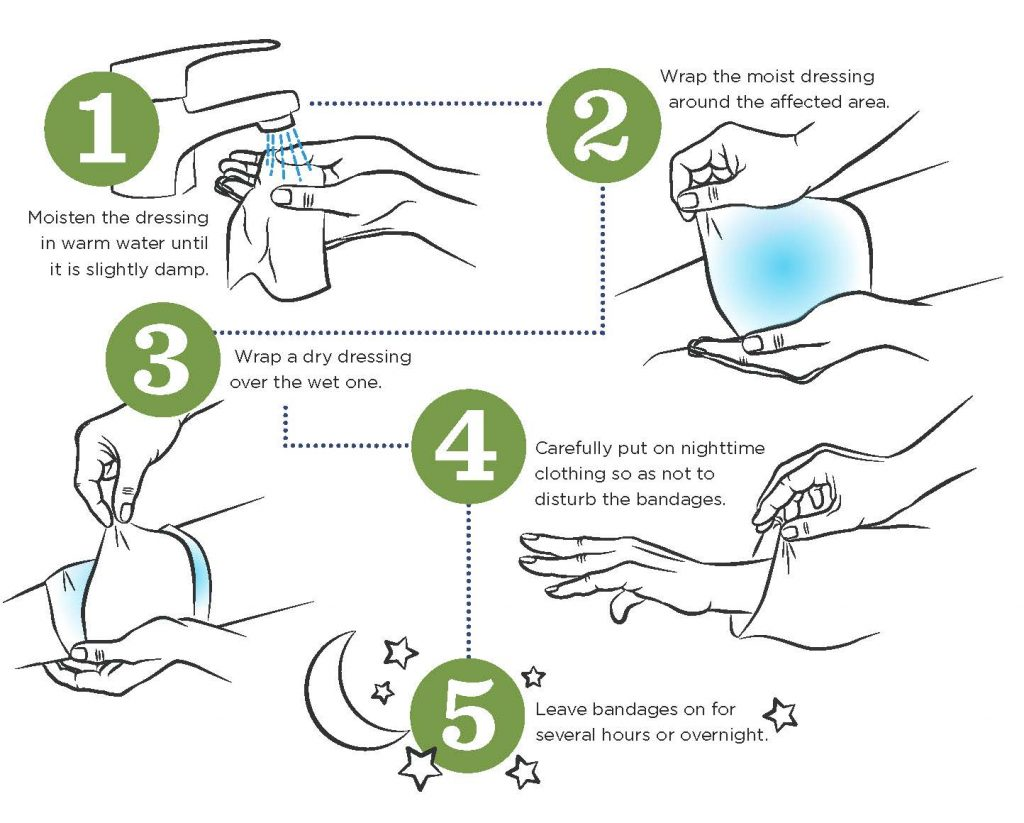 1
Moisten the dressing
in warm water until
it is slightly damp.
2
Wrap the moist dressing
around the affected area.
3
Wrap a dry dressing
over the wet one.
4
Carefully put on nighttime
clothing so as not to
disturb the bandages.
5
Leave bandages on for
several hours or overnight.